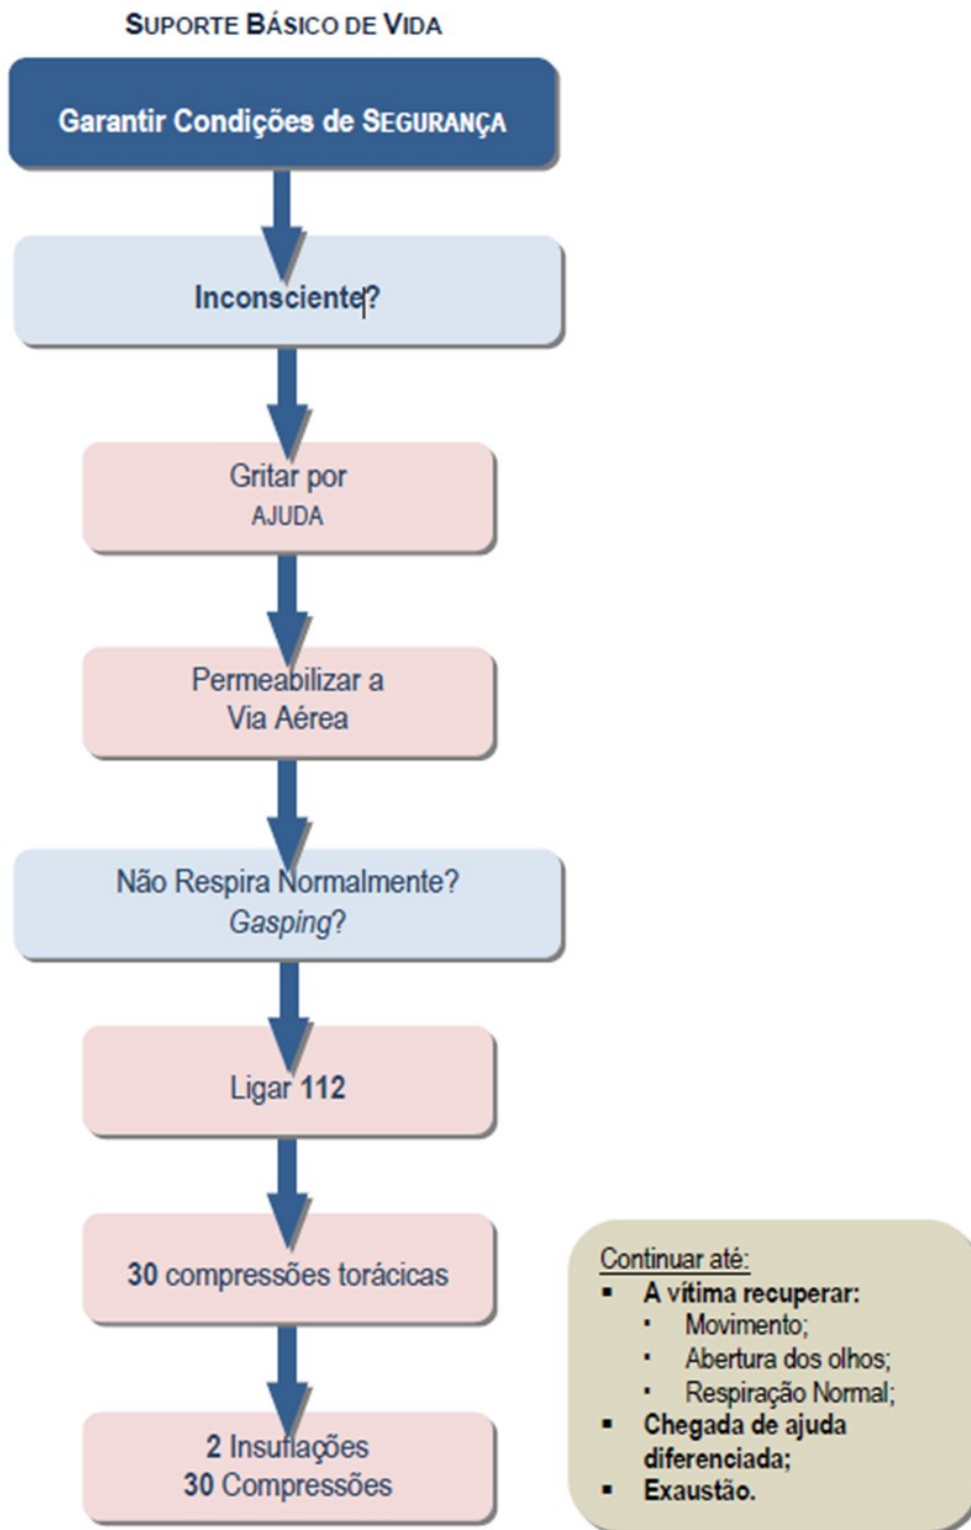 SUPORTE BÁSICO DE VIDA
Garantir Condições de SEGURANÇA
Inconsciente?
Gritar por
AJUDA
Permeabilizar a
Via Aérea
Não Respira Normalmente?
Gasping?
Ligar 112
30 compressões torácicas
2 Insuflações
30 Compressões
Continuar até:
▪ A vítima recuperar:
▪ Movimento;
▪ Abertura dos olhos;
▪ Respiração Normal;
▪ Chegada de ajuda
diferenciada;
▪ Exaustão.